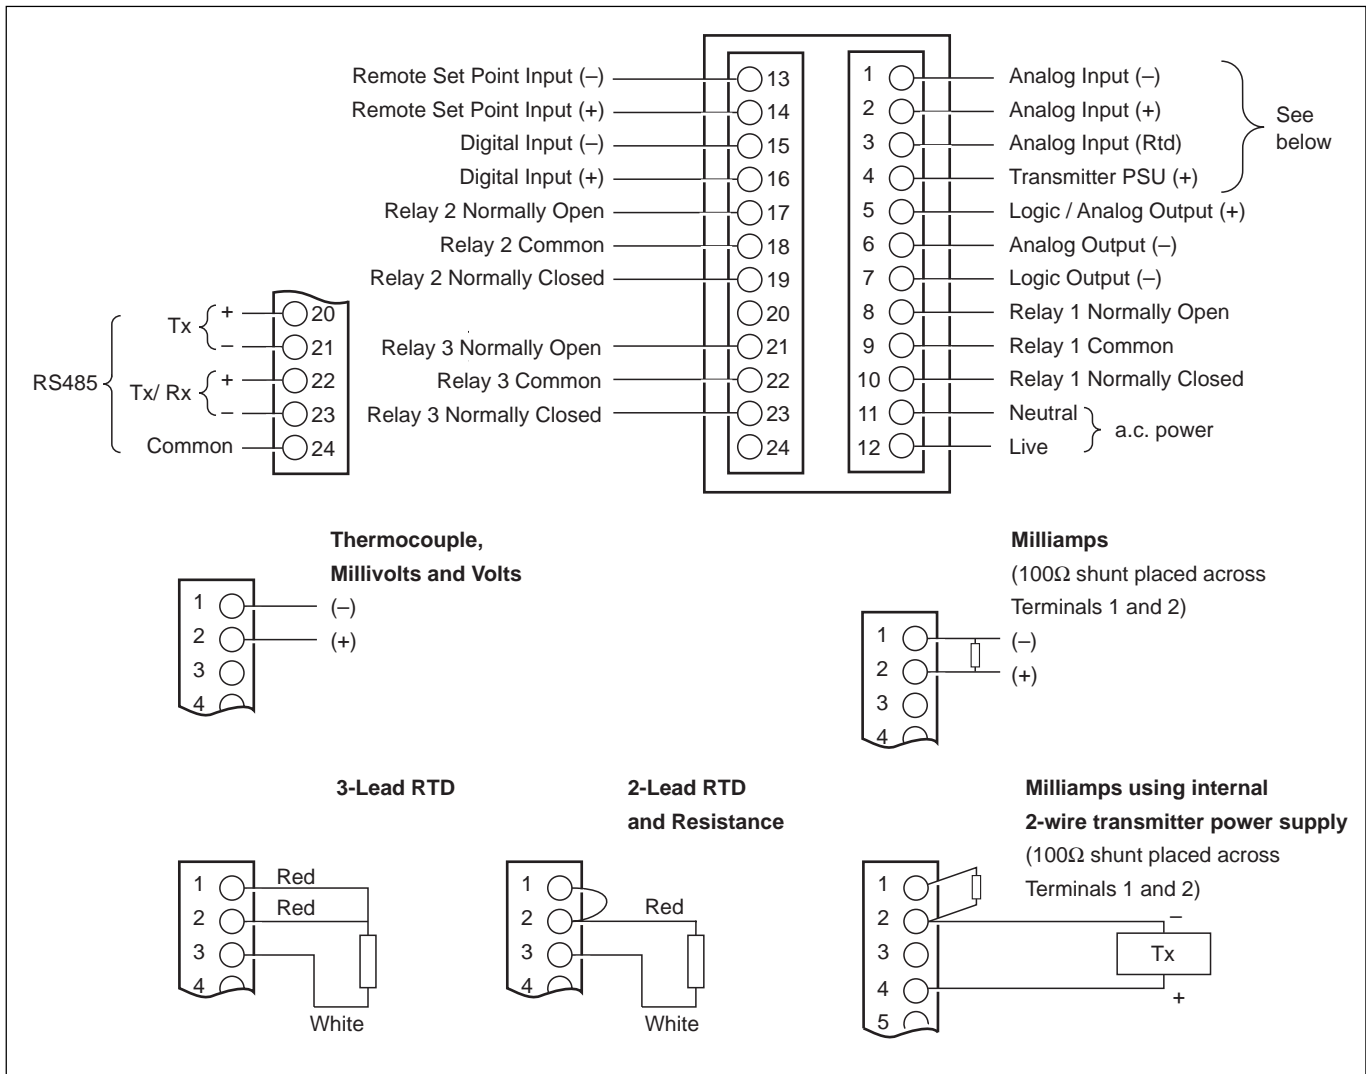 Remote Set Point Input (–) 13
Remote Set Point Input (+) 14
Digital Input (–) 15
Digital Input (+) 16
Relay 2 Normally Open 17
Relay 2 Common 18
Relay 2 Normally Closed 19
20
Relay 3 Normally Open 21
Relay 3 Common 22
Relay 3 Normally Closed 23
24
1 Analog Input (–)
2 Analog Input (+)
3 Analog Input (Rtd)
4 Transmitter PSU (+)
See
below
5 Logic / Analog Output (+)
6 Analog Output (–)
7 Logic Output (–)
8 Relay 1 Normally Open
9 Relay 1 Common
10 Relay 1 Normally Closed
11 Neutral
12 Live
a.c. power
RS485
Tx + 20
– 21
Tx/ Rx + 22
– 23
Common 24
Thermocouple,
Millivolts and Volts
1 (–)
2 (+)
3
4
Milliamps
(100Ω shunt placed across
Terminals 1 and 2)
1 (–)
2 (+)
3
4
3-Lead RTD
1 Red
2 Red
3
4
White
2-Lead RTD
and Resistance
1
2 Red
3
4
White
Milliamps using internal
2-wire transmitter power supply
(100Ω shunt placed across
Terminals 1 and 2)
1
2 –
3 Tx
4 +
5